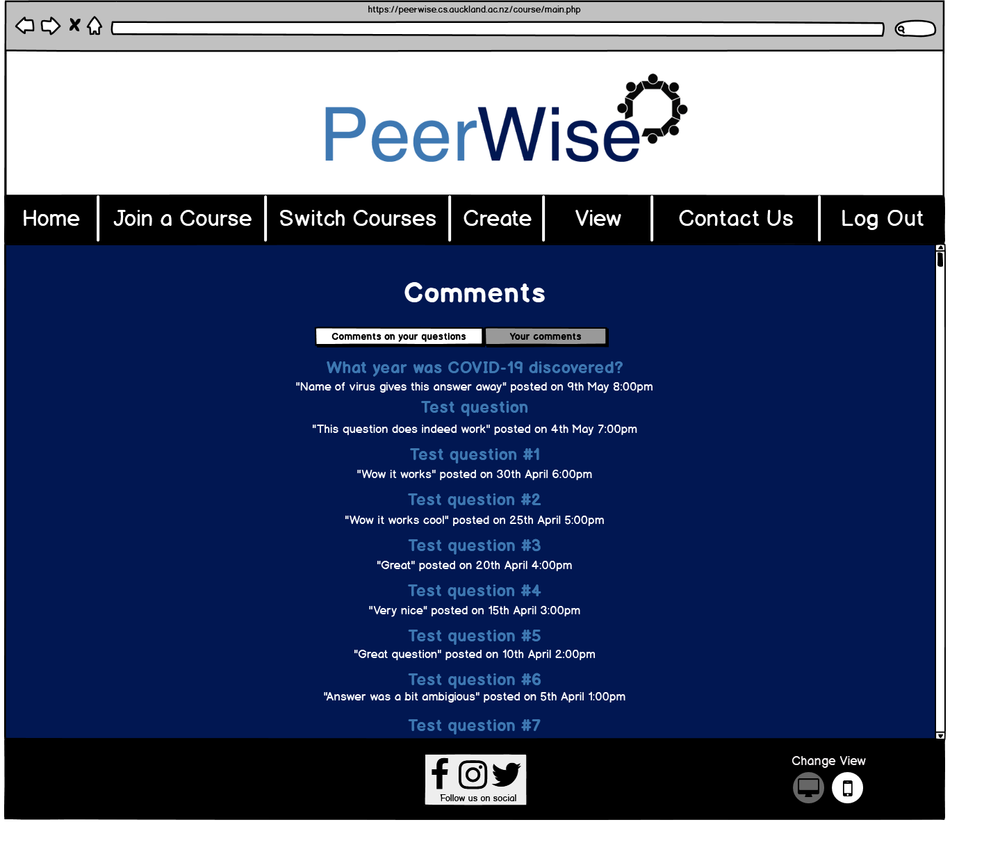 https://peerwise.cs.auckland.ac.nz/course/main.php
PeerWise
Home Join a Course Switch Courses Create View Contact Us Log Out
Comments
Comments on your questions Your comments
What year was COVID-19 discovered?
"Name of virus gives this answer away" posted on 9th May 8:00pm
Test question
"This question does indeed work" posted on 4th May 7:00pm
Test question #1
"Wow it works" posted on 30th April 6:00pm
Test question #2
"Wow it works cool" posted on 25th April 5:00pm
Test question #3
"Great" posted on 20th April 4:00pm
Test question #4
"Very nice" posted on 15th April 3:00pm
Test question #5
"Great question" posted on 10th April 2:00pm
Test question #6
"Answer was a bit ambigious" posted on 5th April 1:00pm
Test question #7
Change View
Follow us on social